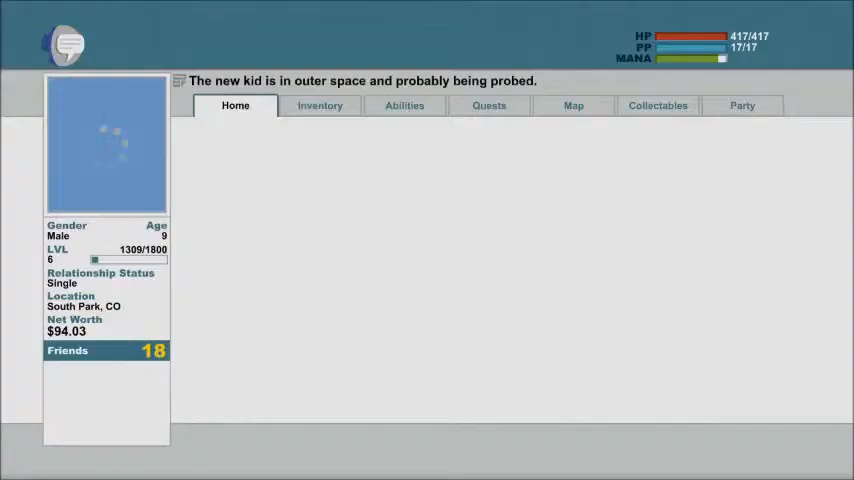 HP 417/417
PP 17/17
MANA
The new kid is in outer space and probably being probed.
Home Inventory Abilities Quests Map Collectables Party
Gender Age
Male 9
LVL 1309/1800
6
Relationship Status
Single
Location
South Park, CO
Net Worth
$94.03
Friends 18